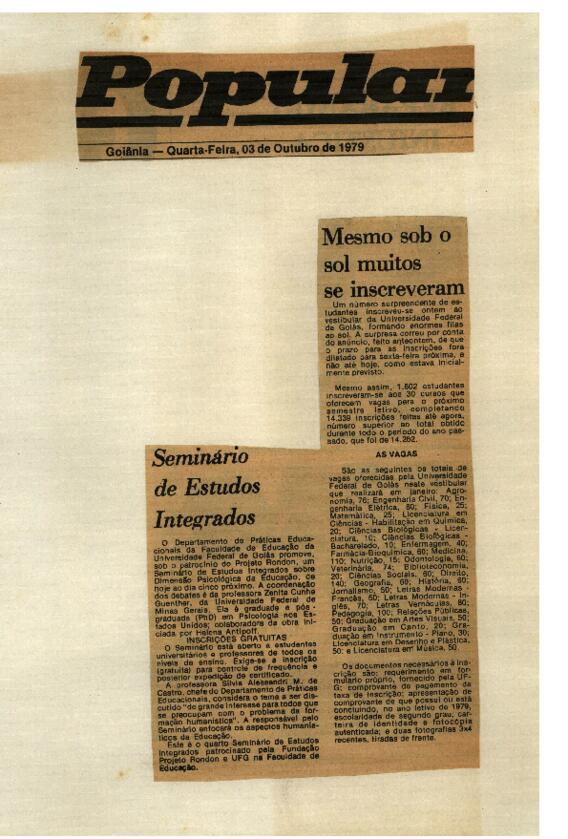 Popular
Goiânia — Quarta-Feira, 03 de Outubro de 1979
Mesmo sob o
sol muitos
se inscreveram
Um número surpreendente de es-
tudantes inscreveu-se ontem ao
vestibular da Universidade Federal
de Goiás, formando enormes filas
ao sol. A surpresa correu por conta
do anúncio, feito antecntem, de que
o prazo para as inscrições fora
dilatado para sexta-feira próxima, e
não até hoje, como estava inicial-
mente previsto.
Mesmo assim, 1.602 estudantes
inscreveram-se aos 30 cursos que
oferecem vagas para o próximo
semestre letivo, completando
14.339 inscrições feitas até agora,
número superior ao total obtido
durante todo o período do ano pas-
sado, que foi de 14.282.
AS VAGAS
São as seguintes os totais de
vagas oferecidas pela Universidade
Federal de Goiás neste vestibular
que realizará em janeiro: Agro-
nomia, 76; Engenharia Civil, 70; En-
genharia Elétrica, 60; Física, 25;
Matemática, 25; Licenciatura em
Ciências - Habilitação em Química,
20; Ciências Biológicas - Licen-
ciatura, 10; Ciências Biológicas -
Bacharelado, 10; Enfermagem, 40;
Farmácia-Bioquímica, 60; Medicina,
110; Nutrição, 15; Odontologia, 60;
Veterinária, 74; Biblioteconomia,
20; Ciências Sociais, 60; Direito,
140; Geografia, 60; História, 60;
Jornalismo, 50; Letras Modernas -
Francês, 50; Letras Modernas - In-
glês, 70; Letras Vernáculas, 80;
Pedagogia, 100; Relações Públicas,
50; Graduação em Artes Visuais, 50;
Graduação em Canto, 20; Gra-
duação em Instrumento - Piano, 30;
Licenciatura em Desenho e Plástica,
50; e Licenciatura em Música, 50.
Os documentos necessários à ins-
crição são: requerimento em for-
mulário próprio, fornecido pela UF-
G; comprovante de pagamento da
taxa de inscrição; apresentação de
comprovante de que possui ou está
concluindo, no ano letivo de 1979,
escolaridade de segundo grau; car-
teira de identidade e fotocópia
autenticada; e duas fotografias 3x4
recentes, tiradas de frente.
Seminário
de Estudos
Integrados
O Departamento de Práticas Educa-
cionais da Faculdade de Educação da
Universidade Federal de Goiás promove,
sob o patrocínio do Projeto Rondon, um
Seminário de Estudos Integrados sobre
Dimensão Psicológica da Educação, de
hoje ao dia cinco próximo. A coordenação
dos debates é da professora Zenita Cunha
Guenther, da Universidade Federal de
Minas Gerais. Ela é graduada e pós-
graduada (PhD) em Psicologia nos Es-
tados Unidos; colaboradora da obra ini-
ciada por Helena Antipoff.
INSCRIÇÕES GRATUITAS
O Seminário está aberto a estudantes
universitários e professores de todos os
níveis de ensino. Exige-se a inscrição
(gratuita) para controle de frequência e
posterior expedição de certificado.
A professora Silvia Alessandri M. de
Castro, chefe do Departamento de Práticas
Educacionais, considera o tema a ser dis-
cutido "de grande interesse para todos que
se preocupam com o problema da for-
mação humanística". A responsável pelo
Seminário enfocará os aspectos humanís-
ticos da Educação.
Este é o quarto Seminário de Estudos
Integrados patrocinado pela Fundação
Projeto Rondon e UFG na Faculdade de
Educação.